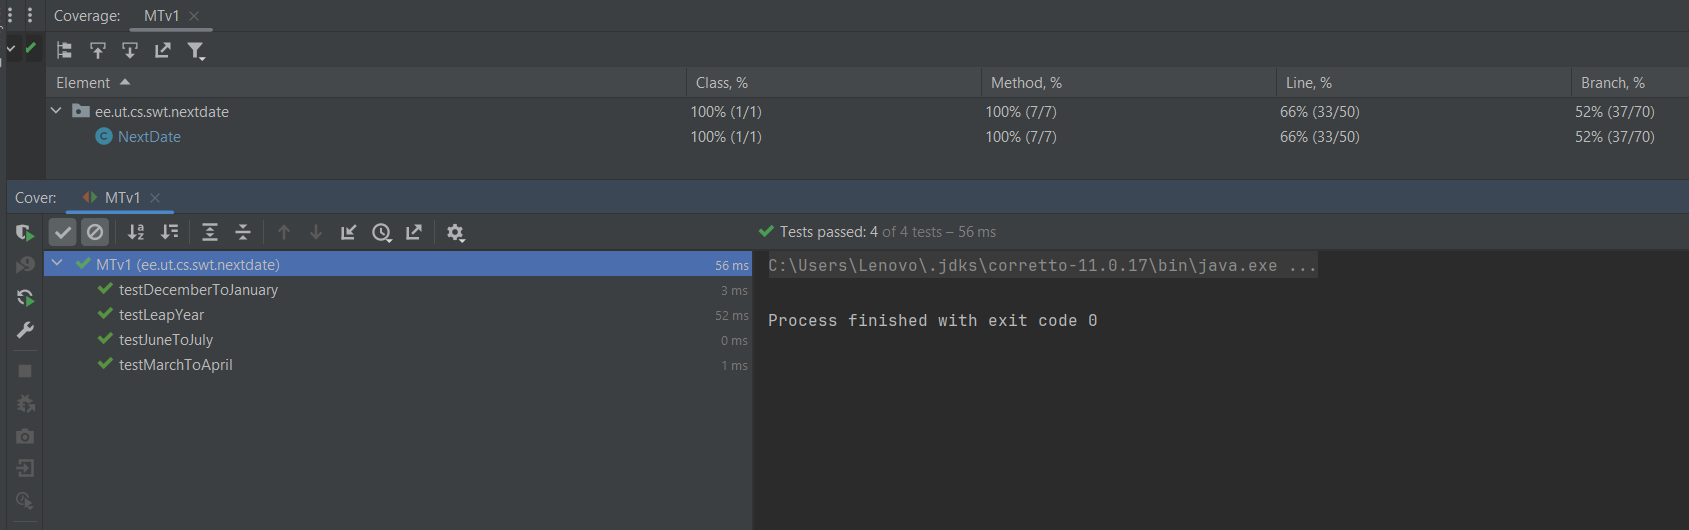 Coverage: MTv1
Element Class, % Method, % Line, % Branch, %
ee.ut.cs.swt.nextdate 100% (1/1) 100% (7/7) 66% (33/50) 52% (37/70)
NextDate 100% (1/1) 100% (7/7) 66% (33/50) 52% (37/70)
Cover: MTv1
Tests passed: 4 of 4 tests – 56 ms
MTv1 (ee.ut.cs.swt.nextdate) 56 ms
testDecemberToJanuary 3 ms
testLeapYear 52 ms
testJuneToJuly 0 ms
testMarchToApril 1 ms
C:\Users\Lenovo\.jdks\corretto-11.0.17\bin\java.exe ...
Process finished with exit code 0